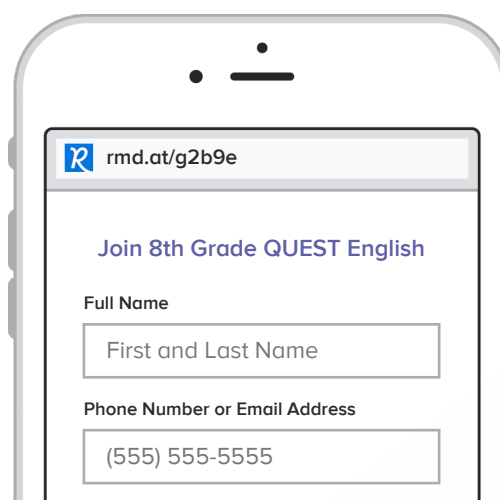 rmd.at/g2b9e
Join 8th Grade QUEST English
Full Name
First and Last Name
Phone Number or Email Address
(555) 555-5555